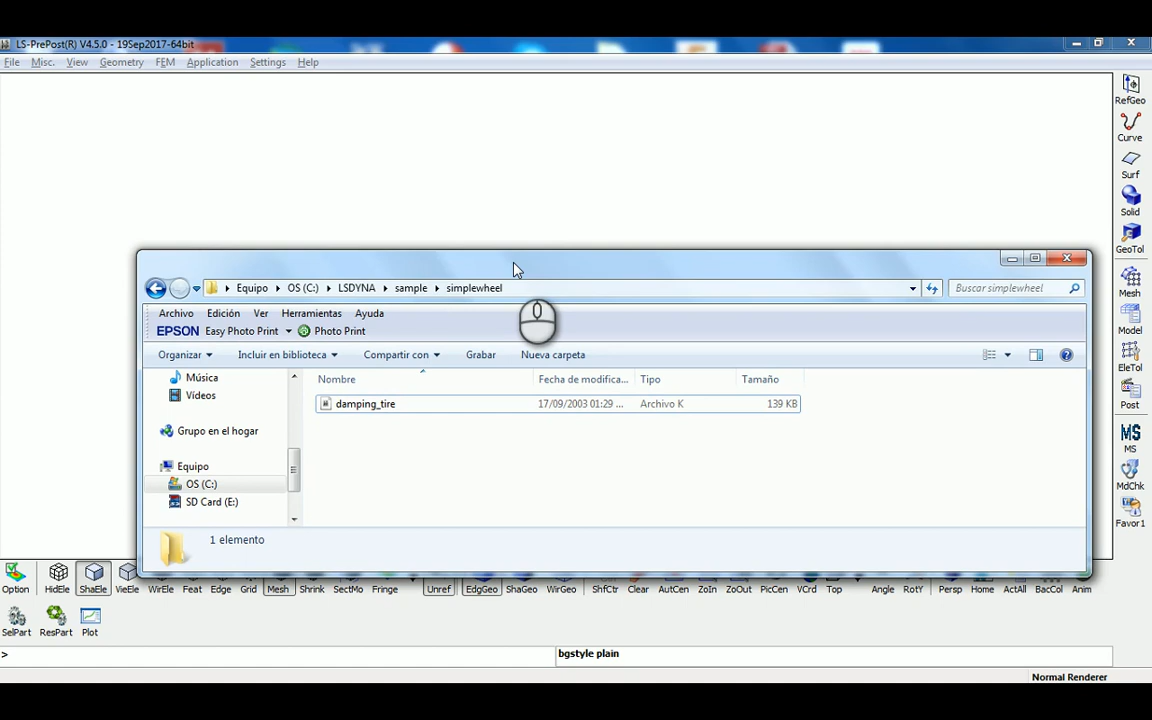 LS-PrePost(R) V4.5.0 - 19Sep2017-64bit
File Misc. View Geometry FEM Application Settings Help
RefGeo
Curve
Surf
Solid
GeoTol
Mesh
Model
EleTol
Post
MS
MS
MdChk
Favor1
Equipo OS (C:) LSDYNA sample simplewheel
Buscar simplewheel
Archivo Edición Ver Herramientas Ayuda
EPSON Easy Photo Print Photo Print
Organizar Incluir en biblioteca Compartir con Grabar Nueva carpeta
Música
Vídeos
Grupo en el hogar
Equipo
OS (C:)
SD Card (E:)
Nombre Fecha de modifica... Tipo Tamaño
damping_tire 17/09/2003 01:29 ... Archivo K 139 KB
1 elemento
Option HidEle ShaEle VieEle WirEle Feat Edge Grid Mesh Shrink SectMo Fringe Unref EdgGeo ShaGeo WirGeo ShfCtr Clear AutCen ZoIn ZoOut PicCen VCrd Top Angle RotY Persp Home ActAll BacCol Anim
SelPart ResPart Plot
>
bgstyle plain
Normal Renderer